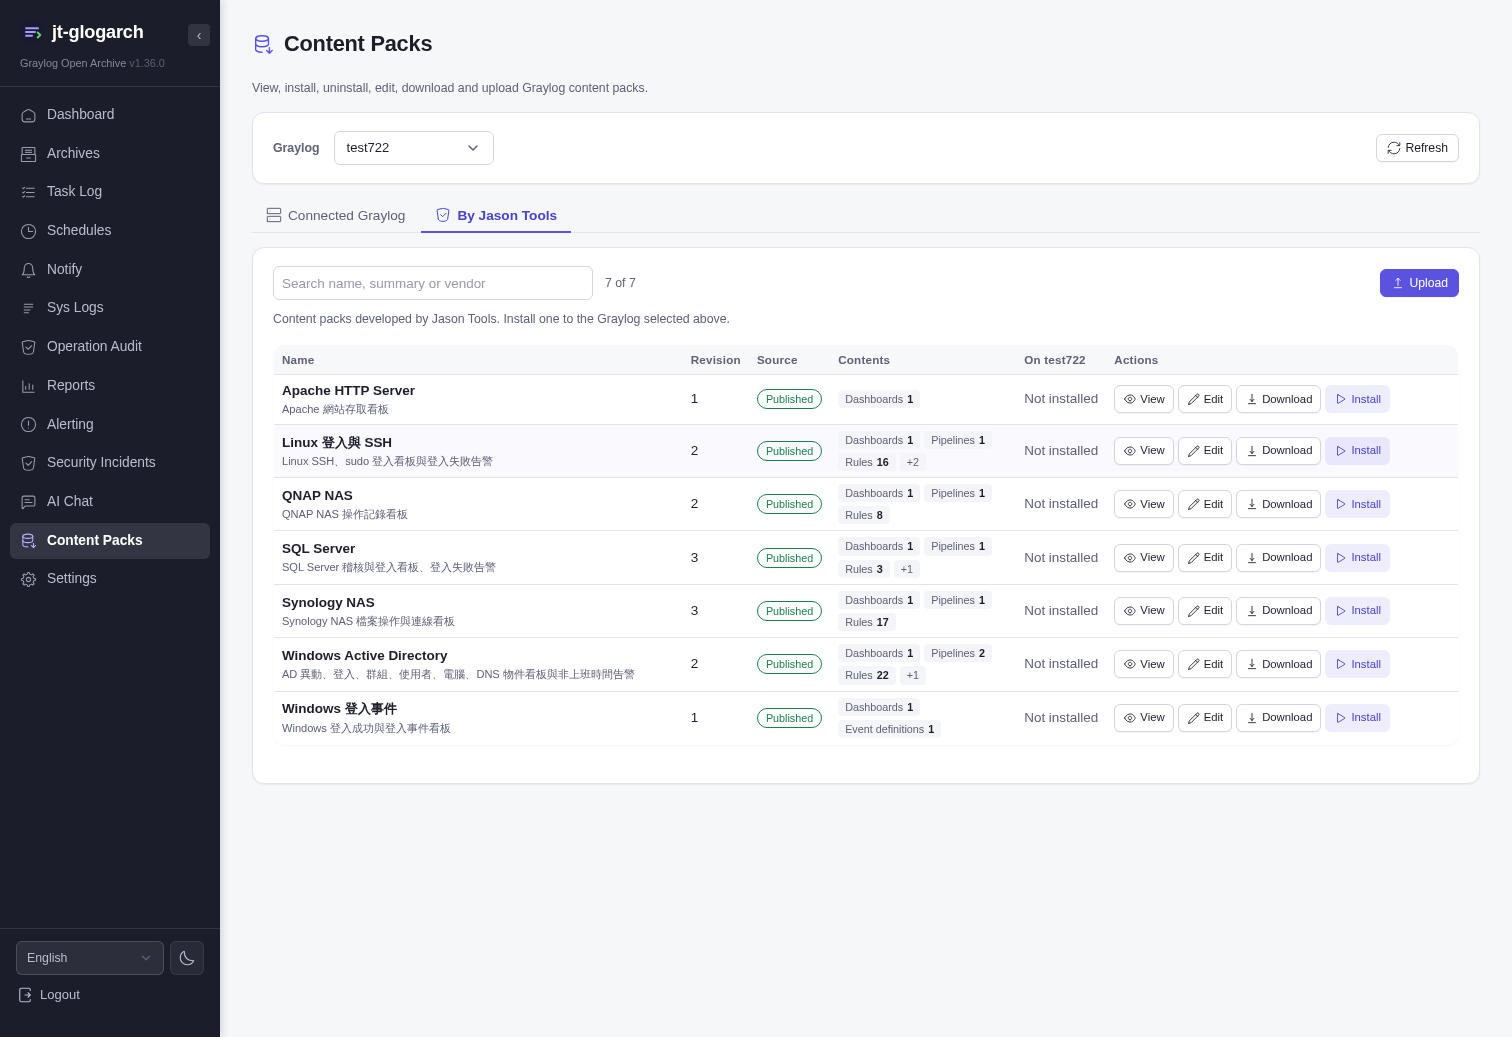 jt-glogarch
Graylog Open Archive v1.36.0
Dashboard
Archives
Task Log
Schedules
Notify
Sys Logs
Operation Audit
Reports
Alerting
Security Incidents
AI Chat
Content Packs
Settings
English
Logout
Content Packs
View, install, uninstall, edit, download and upload Graylog content packs.
Graylog test722 Refresh
Connected Graylog By Jason Tools
Search name, summary or vendor 7 of 7 Upload
Content packs developed by Jason Tools. Install one to the Graylog selected above.
Name Revision Source Contents On test722 Actions
Apache HTTP Server
Apache 網站存取看板
1 Published Dashboards 1 Not installed View Edit Download Install
Linux 登入與 SSH
Linux SSH、sudo 登入看板與登入失敗告警
2 Published Dashboards 1 Pipelines 1
Rules 16 +2
Not installed View Edit Download Install
QNAP NAS
QNAP NAS 操作記錄看板
2 Published Dashboards 1 Pipelines 1
Rules 8
Not installed View Edit Download Install
SQL Server
SQL Server 稽核與登入看板、登入失敗告警
3 Published Dashboards 1 Pipelines 1
Rules 3 +1
Not installed View Edit Download Install
Synology NAS
Synology NAS 檔案操作與連線看板
3 Published Dashboards 1 Pipelines 1
Rules 17
Not installed View Edit Download Install
Windows Active Directory
AD 異動、登入、群組、使用者、電腦、DNS 物件看板與非上班時間告警
2 Published Dashboards 1 Pipelines 2
Rules 22 +1
Not installed View Edit Download Install
Windows 登入事件
Windows 登入成功與登入事件看板
1 Published Dashboards 1
Event definitions 1
Not installed View Edit Download Install